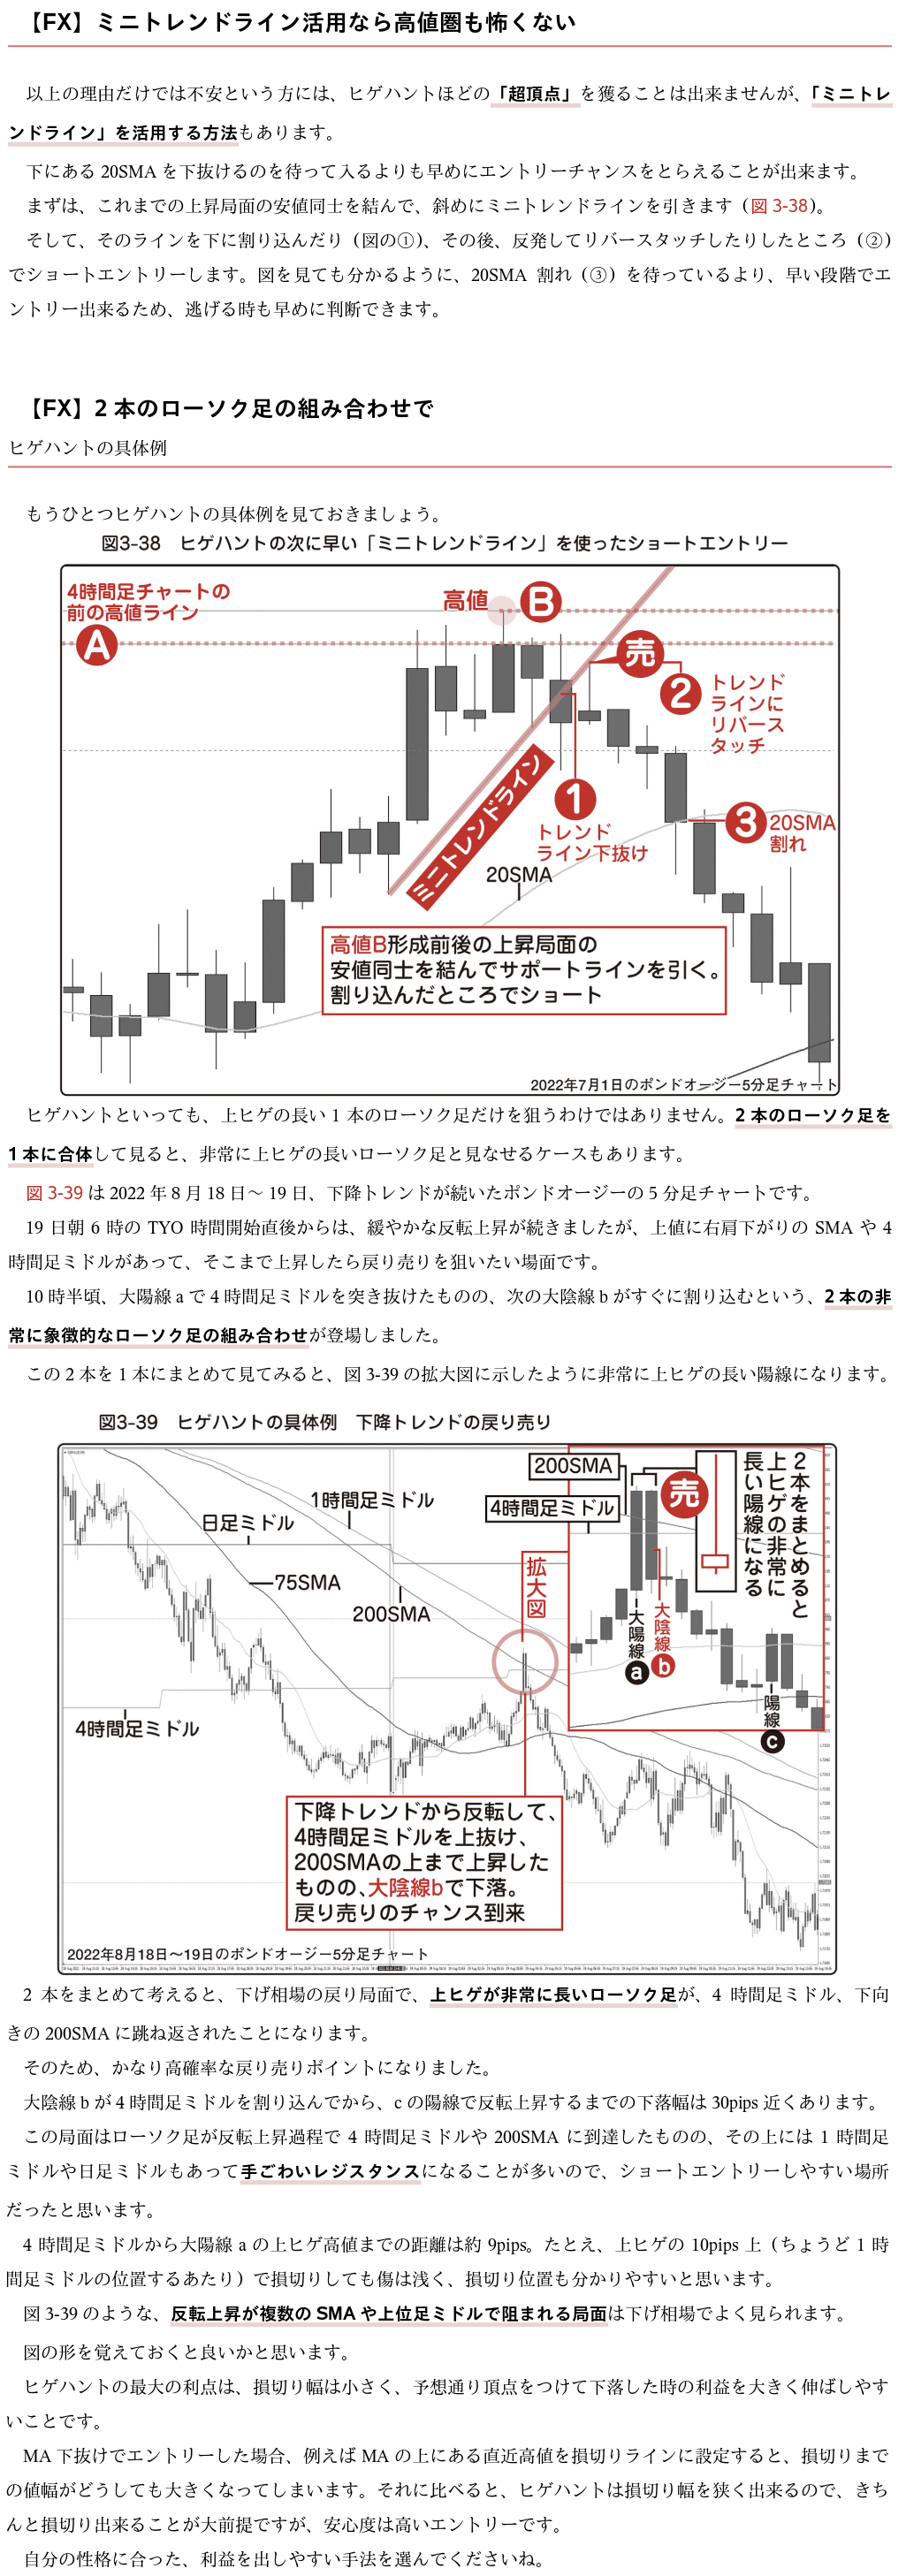 【FX】ミニトレンドライン活用なら高値圏も怖くない
以上の理由だけでは不安という方には、ヒゲハントほどの「超頂点」を獲ることは出来ませんが、「ミニトレ
ンドライン」を活用する方法もあります。
下にある 20SMA を下抜けるのを待って入るよりも早めにエントリーチャンスをとらえることが出来ます。
まずは、これまでの上昇局面の安値同士を結んで、斜めにミニトレンドラインを引きます（図 3-38）。
そして、そのラインを下に割り込んだり（図の①）、その後、反発してリバースタッチしたりしたところ（②）
でショートエントリーします。図を見ても分かるように、20SMA 割れ（③）を待っているより、早い段階でエ
ントリー出来るため、逃げる時も早めに判断できます。
【FX】2 本のローソク足の組み合わせで
ヒゲハントの具体例
もうひとつヒゲハントの具体例を見ておきましょう。
図3-38　ヒゲハントの次に早い「ミニトレンドライン」を使ったショートエントリー
4時間足チャートの
前の高値ライン
A
高値
B
売
2
トレンド
ラインに
リバース
タッチ
ミニトレンドライン
1
トレンド
ライン下抜け
3
20SMA
割れ
20SMA
高値B形成前後の上昇局面の
安値同士を結んでサポートラインを引く。
割り込んだところでショート
2022年7月1日のポンドオージー5分足チャート
ヒゲハントといっても、上ヒゲの長い 1 本のローソク足だけを狙うわけではありません。2 本のローソク足を
1 本に合体して見ると、非常に上ヒゲの長いローソク足と見なせるケースもあります。
図 3-39 は 2022 年 8 月 18 日〜 19 日、下降トレンドが続いたポンドオージーの 5 分足チャートです。
19 日朝 6 時の TYO 時間開始直後からは、緩やかな反転上昇が続きましたが、上値に右肩下がりの SMA や 4
時間足ミドルがあって、そこまで上昇したら戻り売りを狙いたい場面です。
10 時半頃、大陽線 a で 4 時間足ミドルを突き抜けたものの、次の大陰線 b がすぐに割り込むという、2 本の非
常に象徴的なローソク足の組み合わせが登場しました。
この 2 本を 1 本にまとめて見てみると、図 3-39 の拡大図に示したように非常に上ヒゲの長い陽線になります。
図3-39　ヒゲハントの具体例　下降トレンドの戻り売り
200SMA
4時間足ミドル
売
2本をまとめると
上ヒゲの非常に
長い陽線になる
1時間足ミドル
日足ミドル
75SMA
200SMA
拡大図
大陽線
a
大陰線
b
陽線
c
4時間足ミドル
下降トレンドから反転して、
4時間足ミドルを上抜け、
200SMAの上まで上昇した
ものの、大陰線bで下落。
戻り売りのチャンス到来
2022年8月18日〜19日のポンドオージー5分足チャート
2 本をまとめて考えると、下げ相場の戻り局面で、上ヒゲが非常に長いローソク足が、4 時間足ミドル、下向
きの 200SMA に跳ね返されたことになります。
そのため、かなり高確率な戻り売りポイントになりました。
大陰線 b が 4 時間足ミドルを割り込んでから、c の陽線で反転上昇するまでの下落幅は 30pips 近くあります。
この局面はローソク足が反転上昇過程で 4 時間足ミドルや 200SMA に到達したものの、その上には 1 時間足
ミドルや日足ミドルもあって手ごわいレジスタンスになることが多いので、ショートエントリーしやすい場所
だったと思います。
4 時間足ミドルから大陽線 a の上ヒゲ高値までの距離は約 9pips。たとえ、上ヒゲの 10pips 上（ちょうど 1 時
間足ミドルの位置するあたり）で損切りしても傷は浅く、損切り位置も分かりやすいと思います。
図 3-39 のような、反転上昇が複数の SMA や上位足ミドルで阻まれる局面は下げ相場でよく見られます。
図の形を覚えておくと良いかと思います。
ヒゲハントの最大の利点は、損切り幅は小さく、予想通り頂点をつけて下落した時の利益を大きく伸ばしやす
いことです。
MA 下抜けでエントリーした場合、例えば MA の上にある直近高値を損切りラインに設定すると、損切りまで
の値幅がどうしても大きくなってしまいます。それに比べると、ヒゲハントは損切り幅を狭く出来るので、きち
んと損切り出来ることが大前提ですが、安心度は高いエントリーです。
自分の性格に合った、利益を出しやすい手法を選んでくださいね。